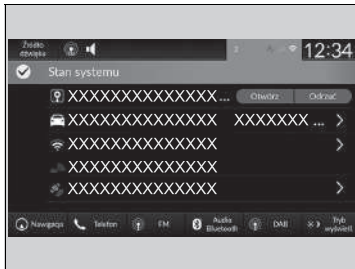 Źródło dźwięku 12:34
Stan systemu
XXXXXXXXXXXXXX... Otwórz Odrzuć
XXXXXXXXXXXXXX XXXXXXX ...
XXXXXXXXXXXXXX
XXXXXXXXXXXXXX
XXXXXXXXXXXXXX
Nawigacja Telefon FM Audio Bluetooth DAB Tryb wyświetl.